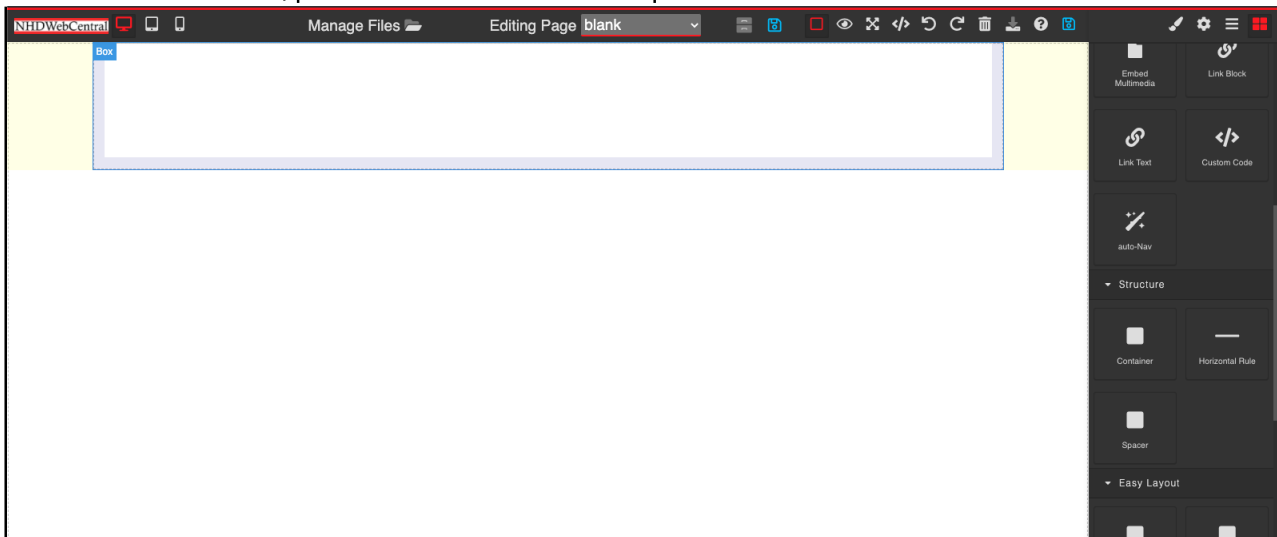 NHDWebCentral Manage Files Editing Page blank
Box
Embed Link Block
Multimedia
Link Text Custom Code
auto-Nav
Structure
Container Horizontal Rule
Spacer
Easy Layout